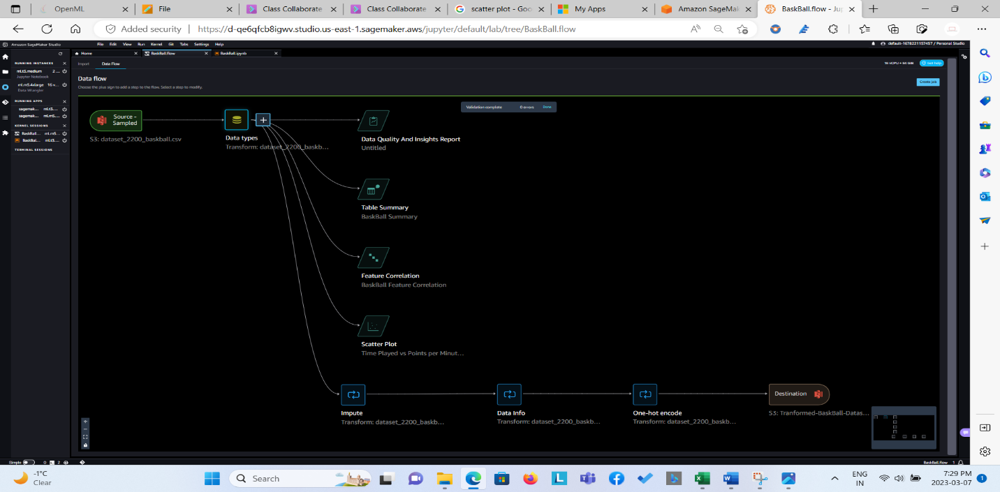 OpenML
File
Class Collaborate
Class Collaborate
scatter plot - Goo
My Apps
Amazon SageMak
BaskBall.flow - Ju
Added security
https://d-qe6qfcb8igwv.studio.us-east-1.sagemaker.aws/jupyter/default/lab/tree/BaskBall.flow
Amazon SageMaker Studio
File Edit View Run Kernel Git Tabs Settings Help
default-1678221157457 / Personal Studio
Home
BaskBall.flow
BaskBall.ipynb
RUNNING INSTANCES
ml.t3.medium 2 ...
Jupyter Notebook
ml.m5.4xlarge 16 v...
Data Wrangler
RUNNING APPS
sagemak... ml.t3....
sagemak... ml.m5....
KERNEL SESSIONS
BaskBall... ml.m5...
BaskBal... ml.t3....
TERMINAL SESSIONS
Import
Data Flow
16 vCPU + 64 GiB
Get help
Data flow
Choose the plus sign to add a step to the flow. Select a step to modify.
Create job
Validation complete 0 errors Done
Source - Sampled
S3: dataset_2200_baskball.csv
Data types
Transform: dataset_2200_baskb...
Data Quality And Insights Report
Untitled
Table Summary
BaskBall Summary
Feature Correlation
BaskBall Feature Correlation
Scatter Plot
Time Played vs Points per Minut...
Impute
Transform: dataset_2200_baskb...
Data Info
Transform: dataset_2200_baskb...
One-hot encode
Transform: dataset_2200_baskb...
Destination
S3: Tranformed-BaskBall-Datas...
Simple
0
2
BaskBall.flow 1
-1°C
Clear
Search
ENG
IN
7:29 PM
2023-03-07
1